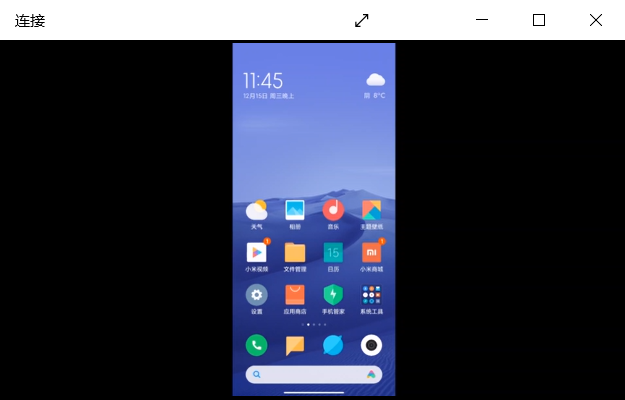 连接
11:45
12月15日 周三晚上
阴 8°C
天气
相册
音乐
主题壁纸
小米视频
文件管理
15
日历
mi
小米商城
设置
应用商店
手机管家
系统工具